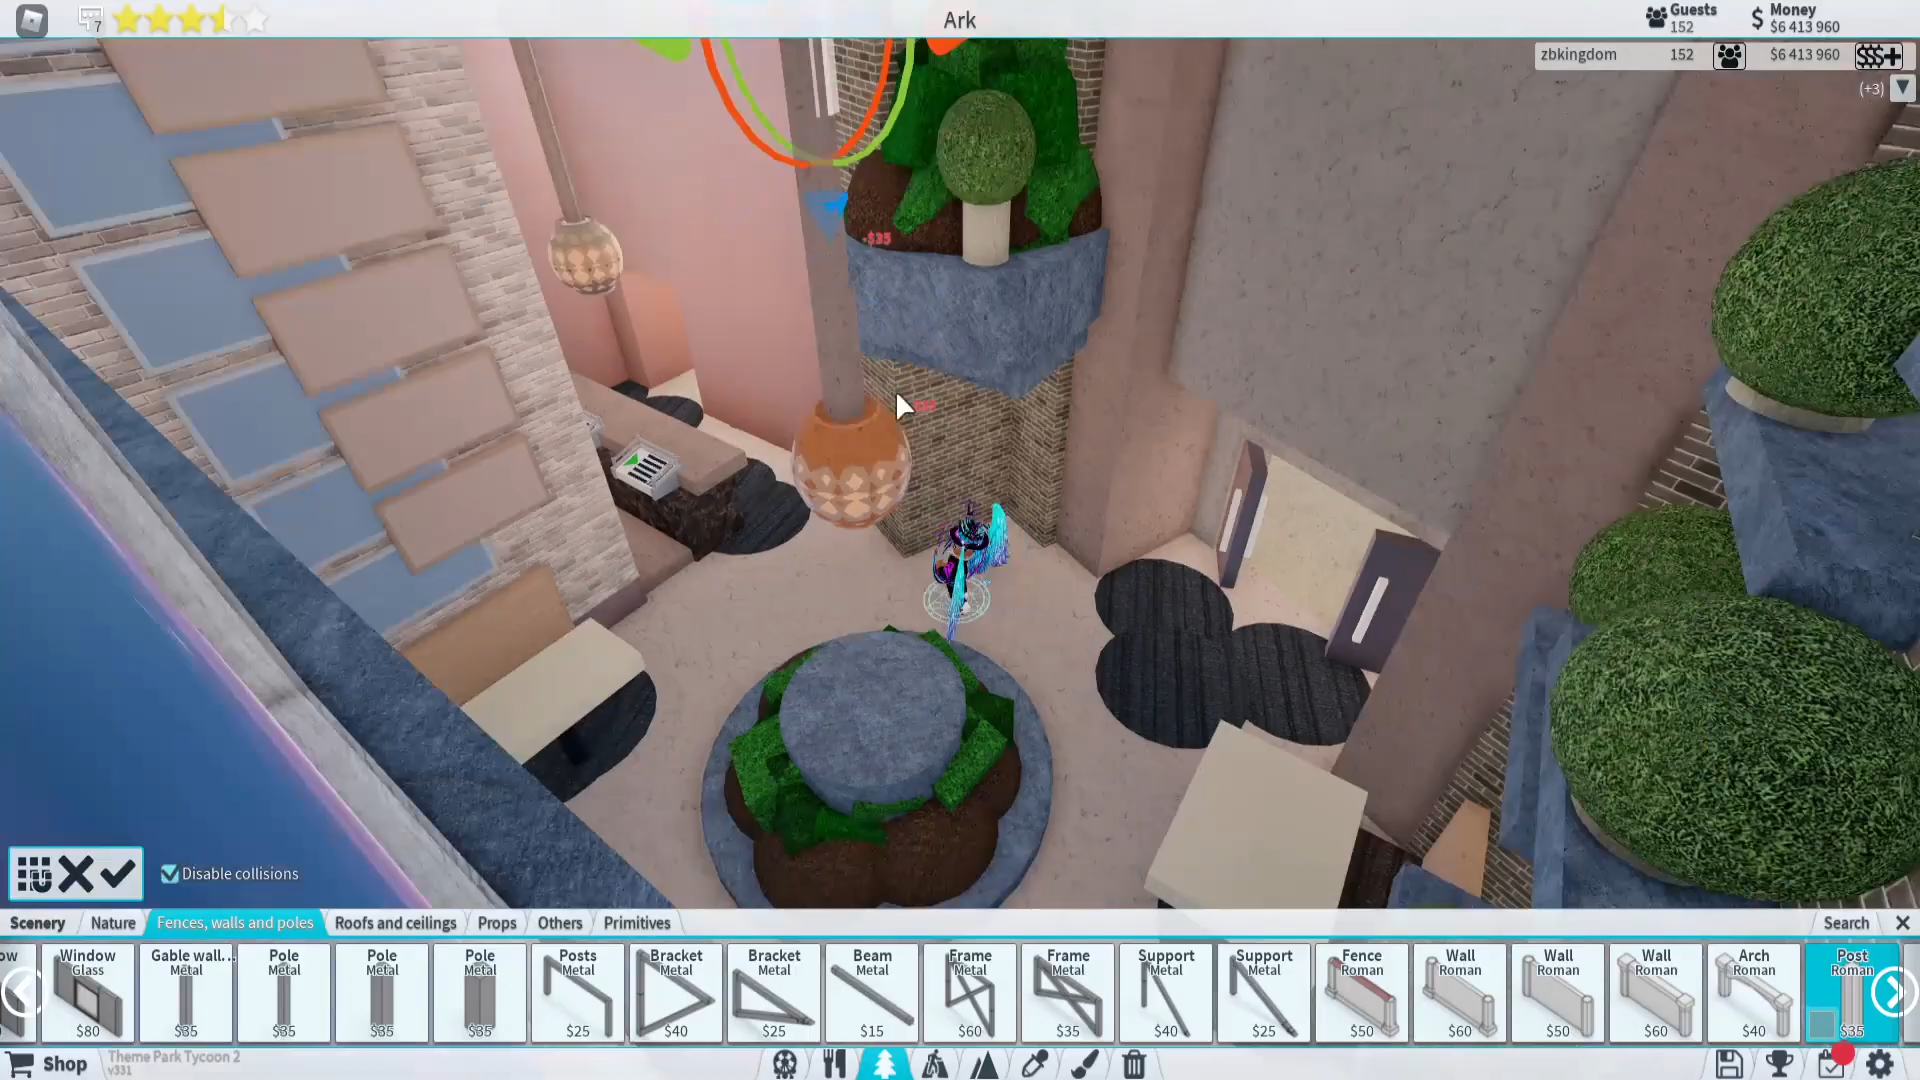 7
Ark
Guests
152
$ Money
$6 413 960
zbkingdom 152 $6 413 960 $$$+
(+3)
-$35
Disable collisions
Scenery Nature Fences, walls and poles Roofs and ceilings Props Others Primitives Search
Window
Glass
$80
Gable wall...
Metal
$35
Pole
Metal
$35
Pole
Metal
$35
Pole
Metal
$35
Posts
Metal
$25
Bracket
Metal
$40
Bracket
Metal
$25
Beam
Metal
$15
Frame
Metal
$60
Frame
Metal
$35
Support
Metal
$40
Support
Metal
$25
Fence
Roman
$50
Wall
Roman
$60
Wall
Roman
$50
Wall
Roman
$60
Arch
Roman
$40
Post
Roman
$35
Shop
Theme Park Tycoon 2
v331